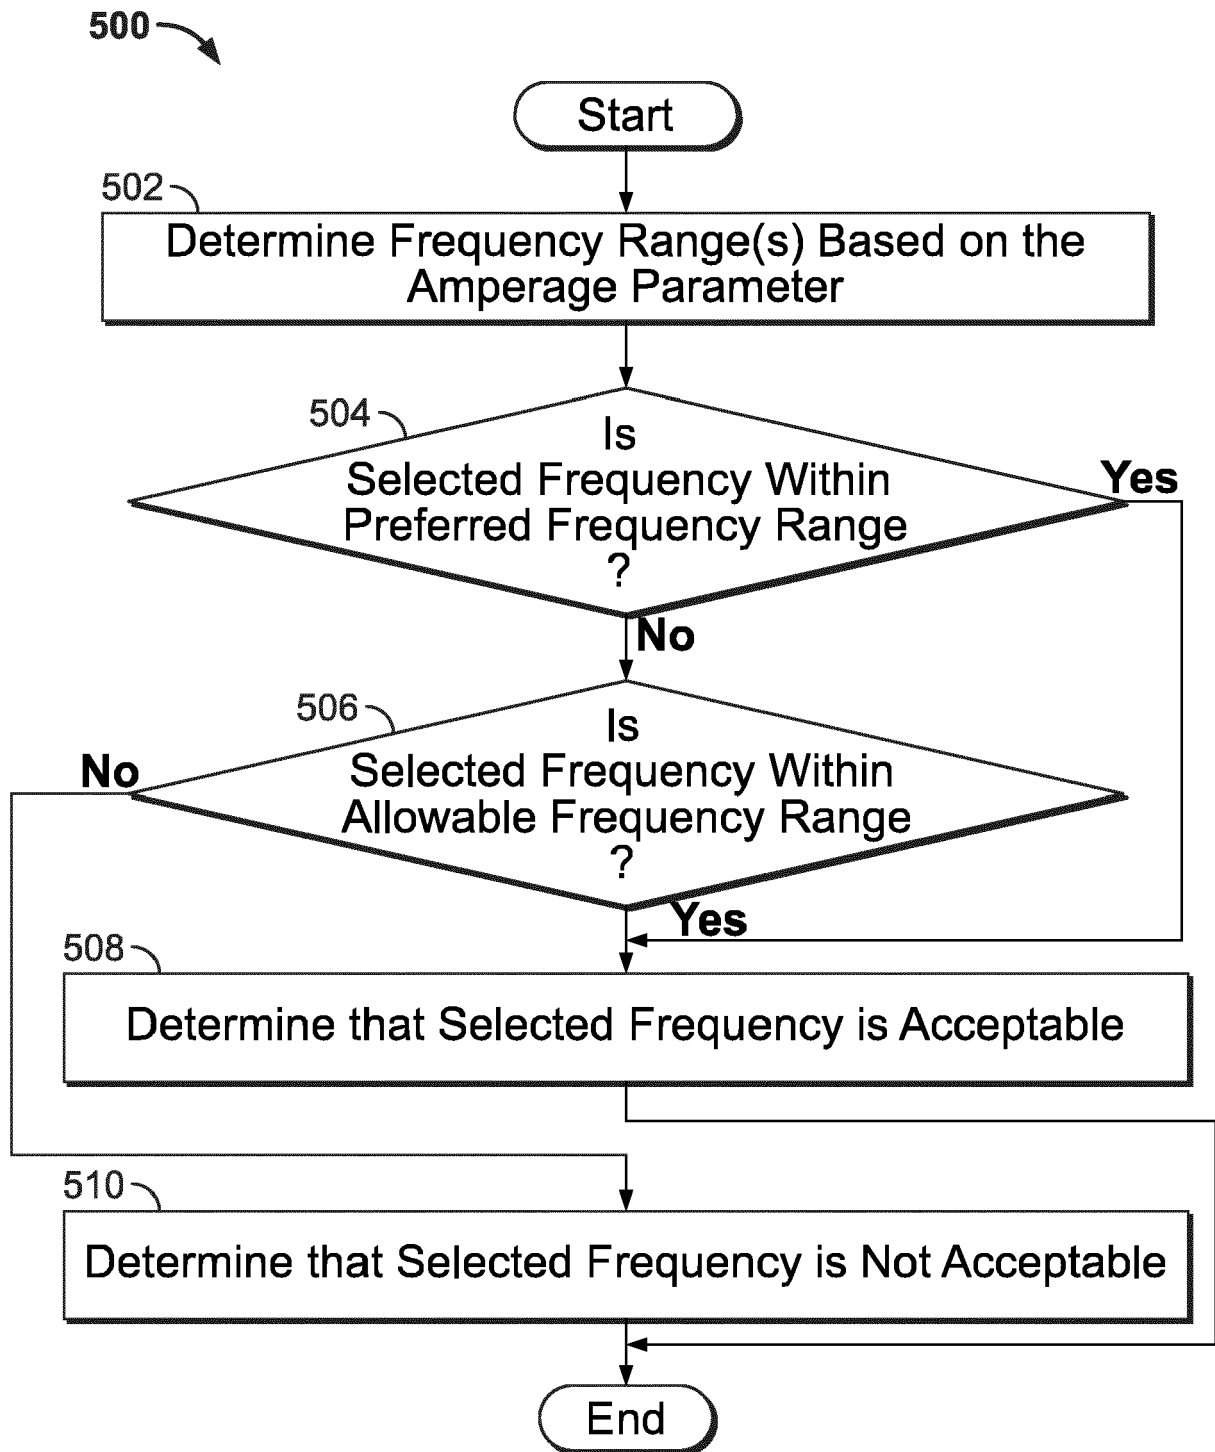 500
Start
502
Determine Frequency Range(s) Based on the
Amperage Parameter
504
Is
Selected Frequency Within
Preferred Frequency Range
?
Yes
No
506
Is
Selected Frequency Within
Allowable Frequency Range
?
No
Yes
508
Determine that Selected Frequency is Acceptable
510
Determine that Selected Frequency is Not Acceptable
End